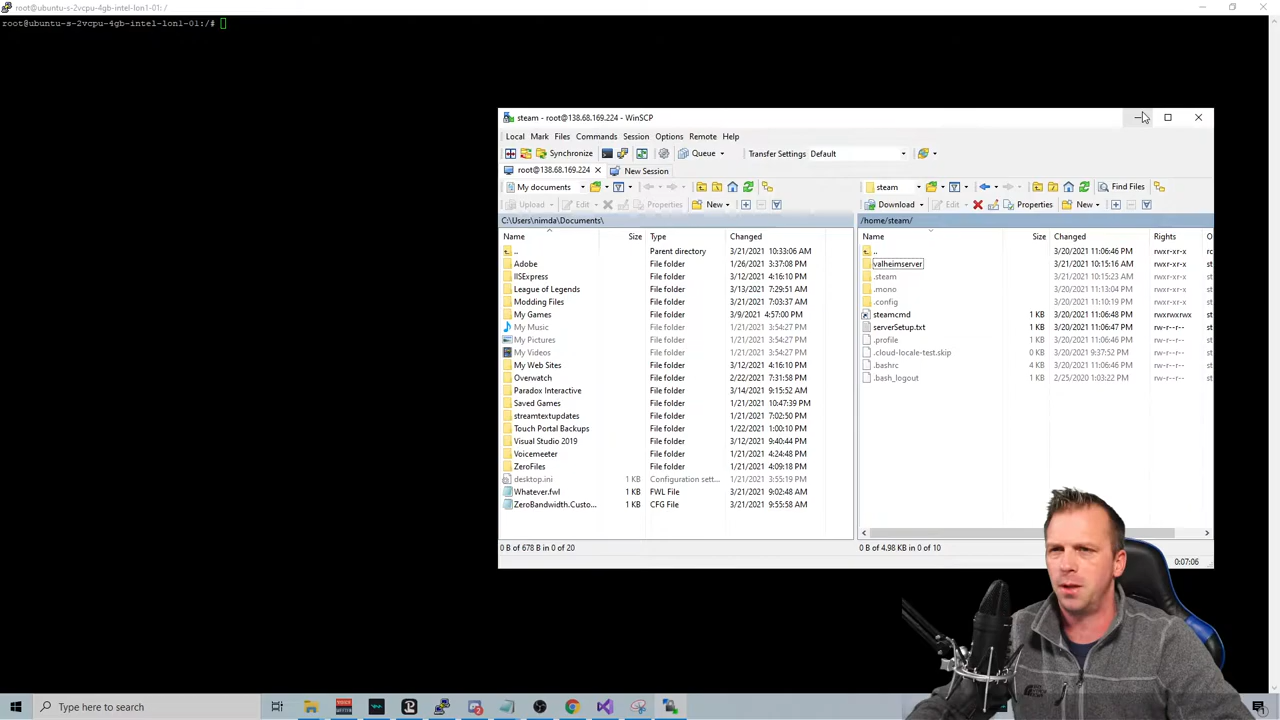 root@ubuntu-s-2vcpu-4gb-intel-lon1-01: /
root@ubuntu-s-2vcpu-4gb-intel-lon1-01:/#
steam - root@138.68.169.224 - WinSCP
Local Mark Files Commands Session Options Remote Help
Synchronize Queue Transfer Settings Default
root@138.68.169.224 New Session
My documents steam Find Files
Upload Edit Properties New Download Edit Properties New
C:\Users\nimda\Documents\ /home/steam/
Name Size Type Changed Name Size Changed Rights O
.. Parent directory 3/21/2021 10:33:06 AM .. 3/20/2021 11:06:46 PM rwxr-xr-x
Adobe File folder 1/26/2021 3:37:08 PM valheimserver 3/21/2021 10:15:16 AM rwxr-xr-x
IISExpress File folder 3/12/2021 4:16:10 PM .steam 3/21/2021 10:15:23 AM rwxr-xr-x
League of Legends File folder 3/13/2021 7:29:51 AM .mono 3/20/2021 11:13:04 PM rwxr-xr-x
Modding Files File folder 3/21/2021 7:03:37 AM .config 3/20/2021 11:10:19 PM rwxr-xr-x
My Games File folder 3/9/2021 4:57:00 PM steamcmd 1 KB 3/20/2021 11:06:48 PM rwxrwxrwx
My Music File folder 1/21/2021 3:54:27 PM serverSetup.txt 1 KB 3/20/2021 11:06:47 PM rw-r--r--
My Pictures File folder 1/21/2021 3:54:27 PM .profile 1 KB 3/20/2021 11:06:46 PM rw-r--r--
My Videos File folder 1/21/2021 3:54:27 PM .cloud-locale-test.skip 0 KB 3/20/2021 9:37:52 PM rw-r--r--
My Web Sites File folder 3/12/2021 4:16:10 PM .bashrc 4 KB 3/20/2021 11:06:46 PM rw-r--r--
Overwatch File folder 2/22/2021 7:31:58 PM .bash_logout 1 KB 2/25/2020 1:03:22 PM rw-r--r--
Paradox Interactive File folder 3/14/2021 9:15:52 AM
Saved Games File folder 1/21/2021 10:47:39 PM
streamtextupdates File folder 1/21/2021 7:02:50 PM
Touch Portal Backups File folder 1/22/2021 1:00:10 PM
Visual Studio 2019 File folder 3/12/2021 9:40:44 PM
Voicemeeter File folder 1/21/2021 4:24:48 PM
ZeroFiles File folder 1/21/2021 4:09:18 PM
desktop.ini 1 KB Configuration sett... 1/21/2021 3:55:19 PM
Whatever.fwl 1 KB FWL File 3/21/2021 9:02:48 AM
ZeroBandwidth.Custo... 1 KB CFG File 3/21/2021 9:55:58 AM
0 B of 678 B in 0 of 20 0 B of 4.98 KB in 0 of 10
0:07:06
Type here to search